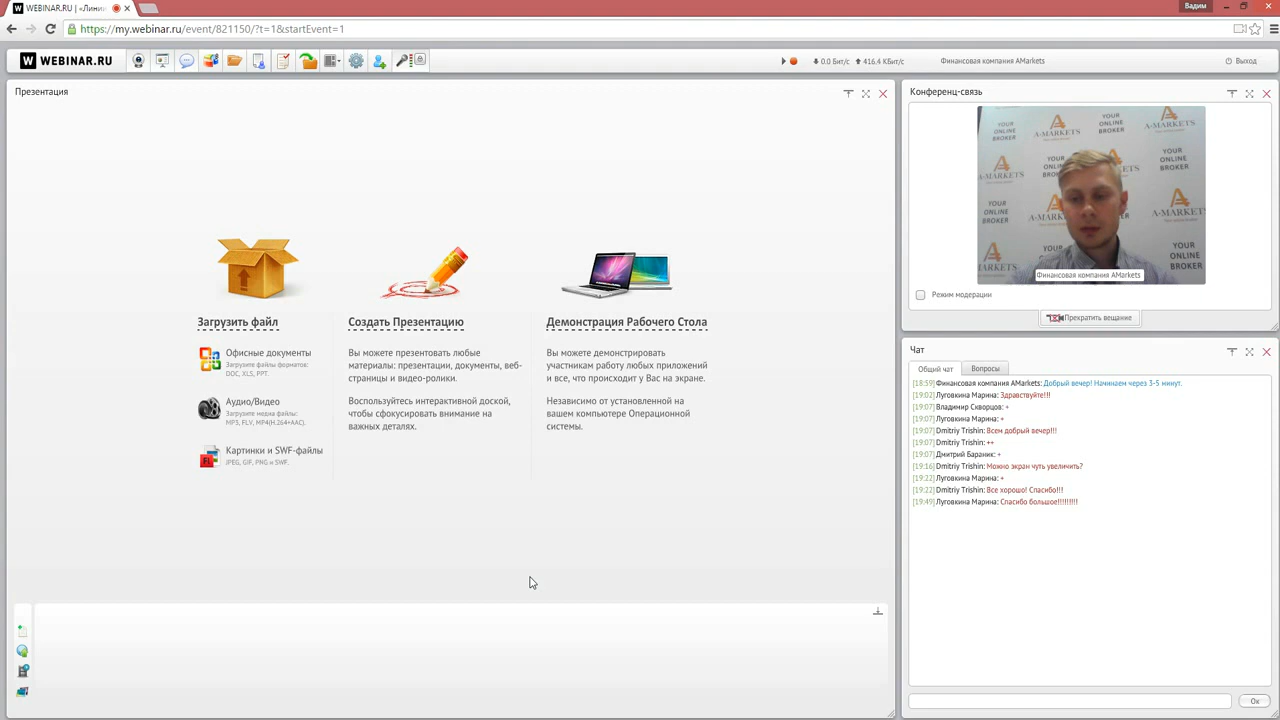 WEBINAR.RU | «Лини
Вадим
https://my.webinar.ru/event/821150/?t=1&startEvent=1
W WEBINAR.RU
0.0 Бит/с 416.4 КБит/с
Финансовая компания AMarkets
Выход
Презентация
Загрузить файл
Офисные документы
Загрузите файлы форматов:
DOC, XLS, PPT.
Аудио/Видео
Загрузите медиа файлы:
MP3, FLV, MP4(H.264+AAC).
Картинки и SWF-файлы
JPEG, GIF, PNG и SWF.
Создать Презентацию
Вы можете презентовать любые
материалы: презентации, документы, веб-
страницы и видео-ролики.
Воспользуйтесь интерактивной доской,
чтобы сфокусировать внимание на
важных деталях.
Демонстрация Рабочего Стола
Вы можете демонстрировать
участникам работу любых приложений
и все, что происходит у Вас на экране.
Независимо от установленной на
вашем компьютере Операционной
системы.
Конференц-связь
YOUR ONLINE BROKER
A-MARKETS
Финансовая компания AMarkets
Режим модерации
Прекратить вещание
Чат
Общий чат
Вопросы
[18:59] Финансовая компания AMarkets: Добрый вечер! Начинаем через 3-5 минут.
[19:02] Луговкина Марина: Здравствуйте!!!
[19:07] Владимир Скворцов: +
[19:07] Луговкина Марина: +
[19:07] Dmitriy Trishin: Всем добрый вечер!!!
[19:07] Dmitriy Trishin: ++
[19:07] Дмитрий Бараник: +
[19:16] Dmitriy Trishin: Можно экран чуть увеличить?
[19:22] Луговкина Марина: +
[19:22] Dmitriy Trishin: Все хорошо! Спасибо!!!
[19:49] Луговкина Марина: Спасибо большое!!!!!!!!!
Ок